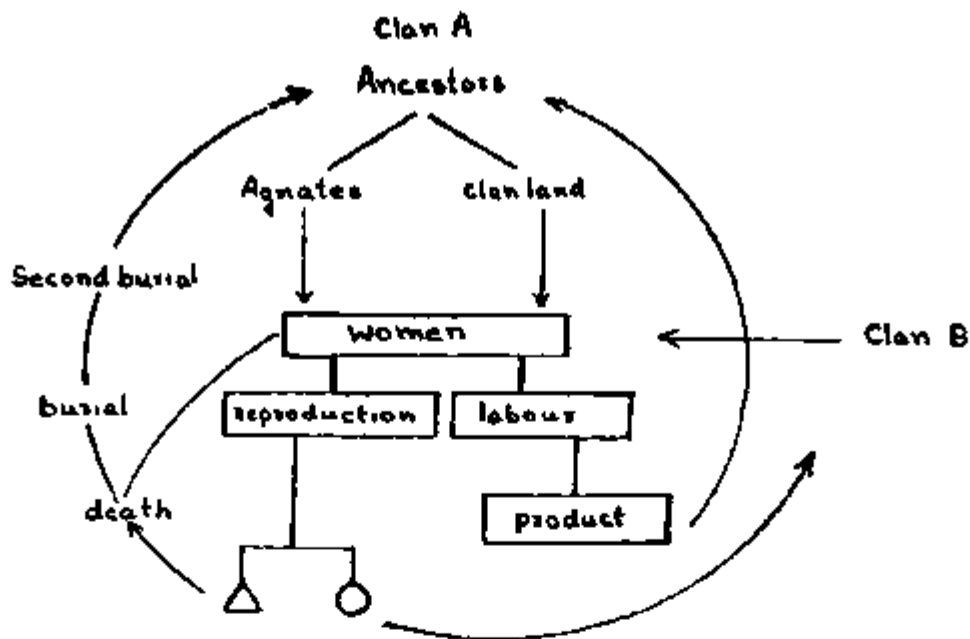 Clan A
Ancestors
Agnates
Clan land
Second burial
women
Clan B
burial
reproduction
labour
death
product